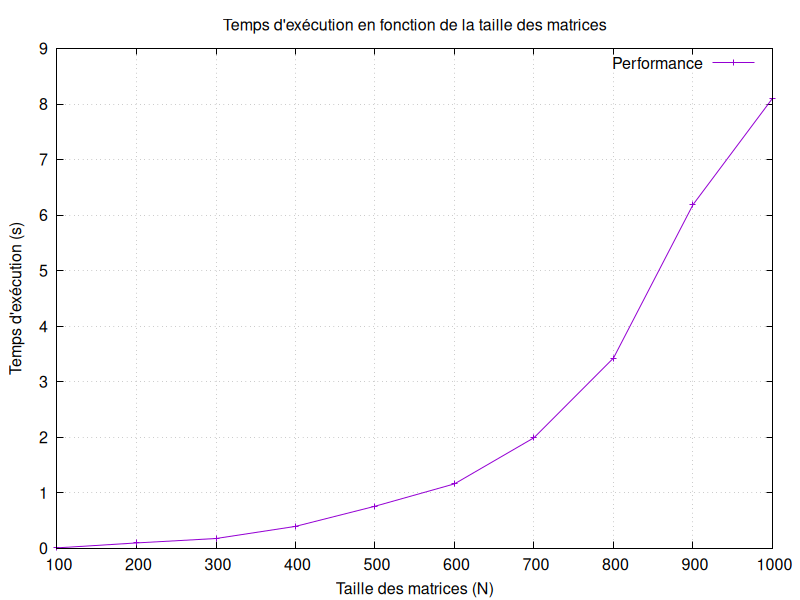 Temps d'exécution en fonction de la taille des matrices
Performance
9
8
7
6
5
4
3
2
1
0
Temps d'exécution (s)
100 200 300 400 500 600 700 800 900 1000
Taille des matrices (N)